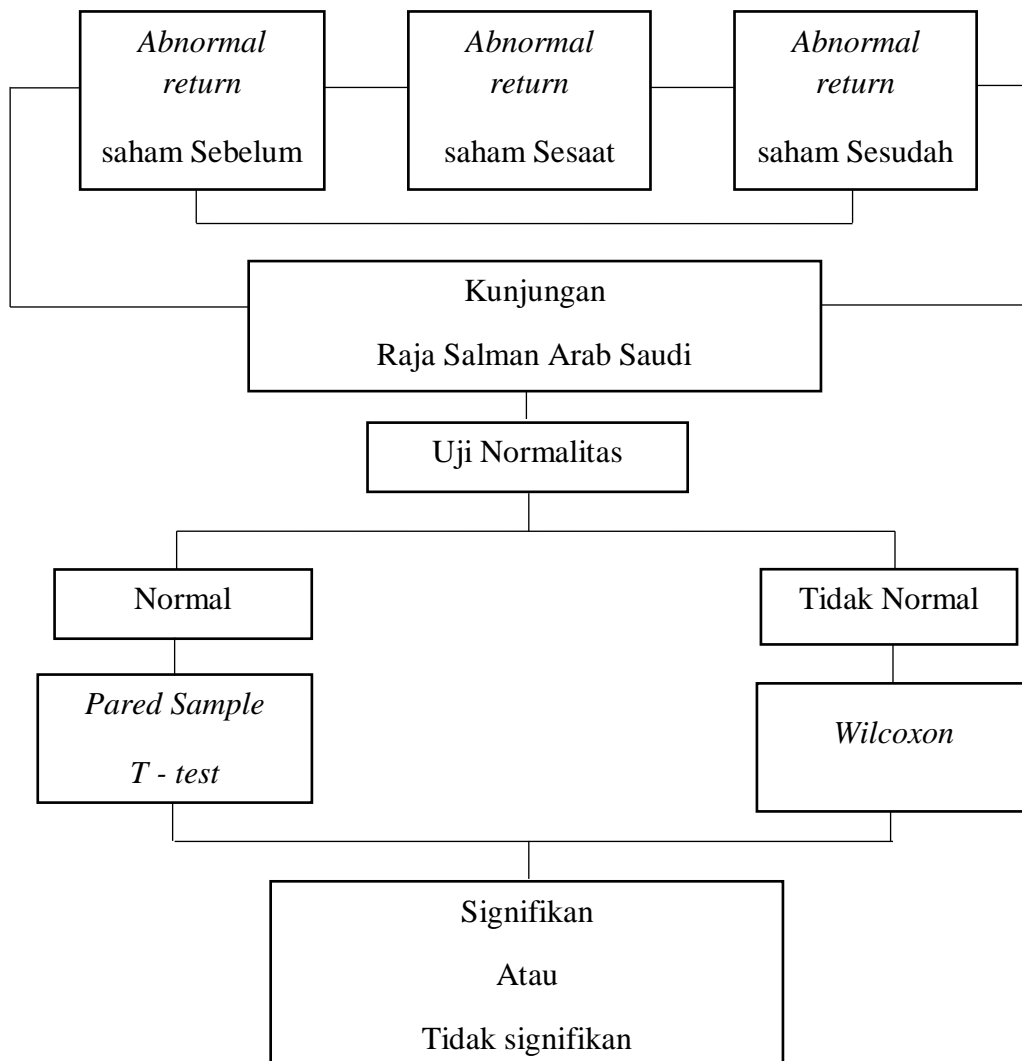 Abnormal
return
saham Sebelum
Abnormal
return
saham Sesaat
Abnormal
return
saham Sesudah
Kunjungan
Raja Salman Arab Saudi
Uji Normalitas
Normal
Tidak Normal
Pared Sample
T - test
Wilcoxon
Signifikan
Atau
Tidak signifikan